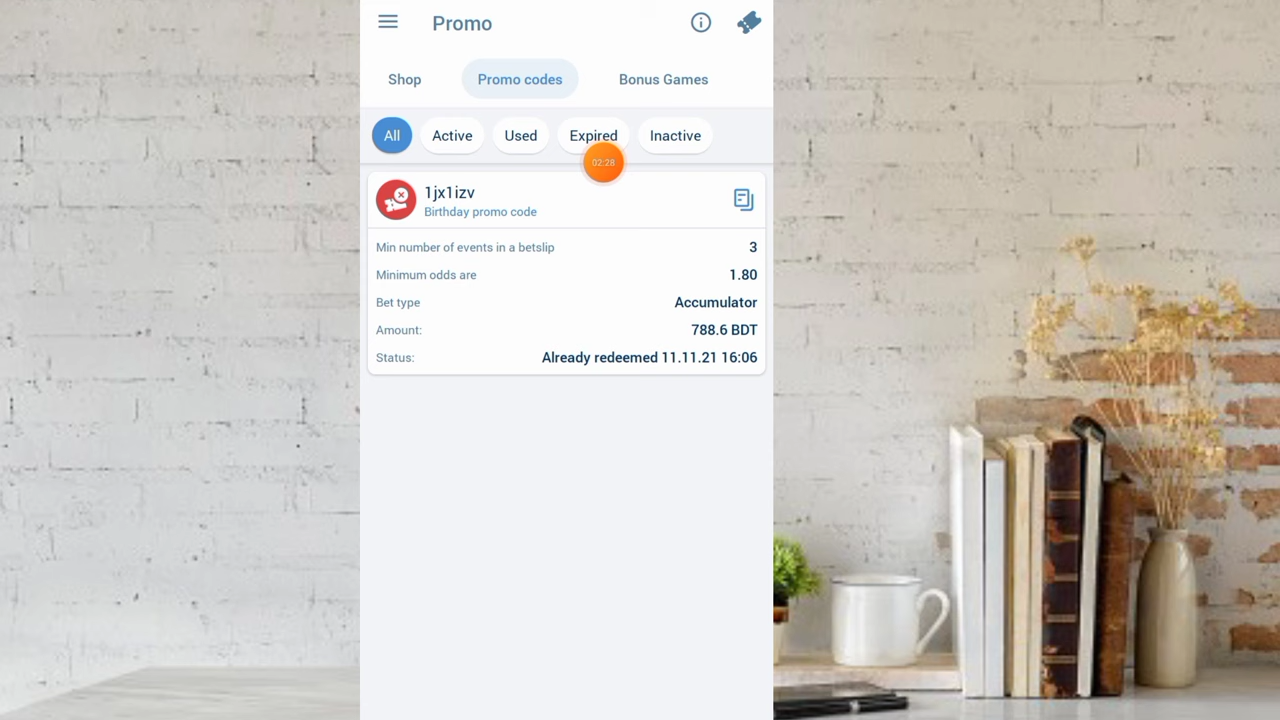 Promo
Shop Promo codes Bonus Games
All Active Used Expired Inactive
02:28
1jx1izv
Birthday promo code
Min number of events in a betslip 3
Minimum odds are 1.80
Bet type Accumulator
Amount: 788.6 BDT
Status: Already redeemed 11.11.21 16:06